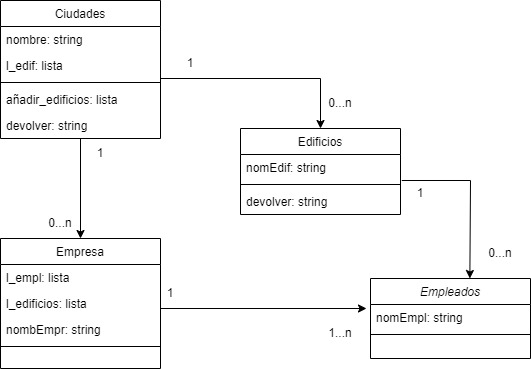 Ciudades
nombre: string
l_edif: lista
añadir_edificios: lista
devolver: string
1
0...n
Edificios
nomEdif: string
devolver: string
1
0...n
1
0...n
Empresa
l_empl: lista
l_edificios: lista
nombEmpr: string
1
1...n
Empleados
nomEmpl: string